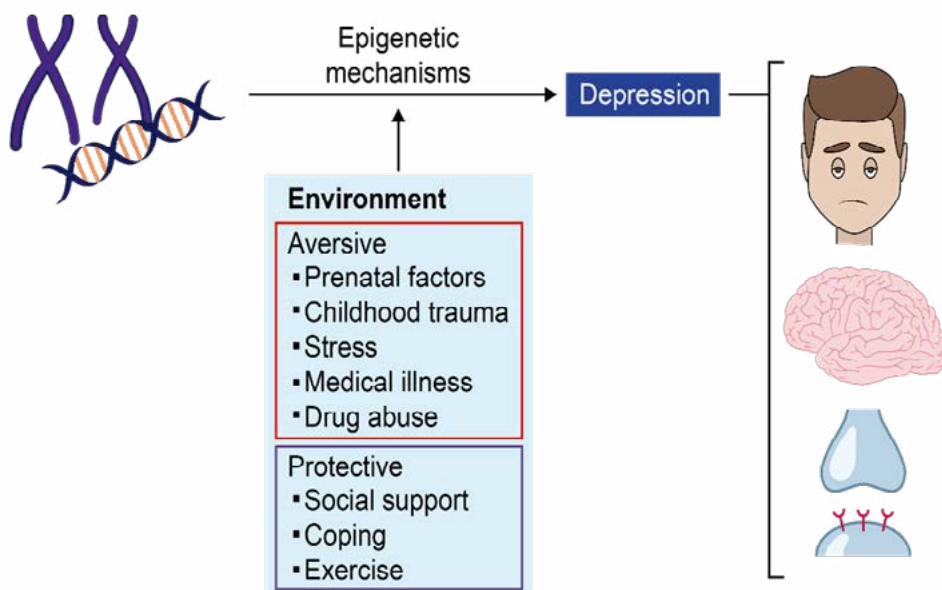 Epigenetic
mechanisms
Depression
Environment
Aversive
▪ Prenatal factors
▪ Childhood trauma
▪ Stress
▪ Medical illness
▪ Drug abuse
Protective
▪ Social support
▪ Coping
▪ Exercise